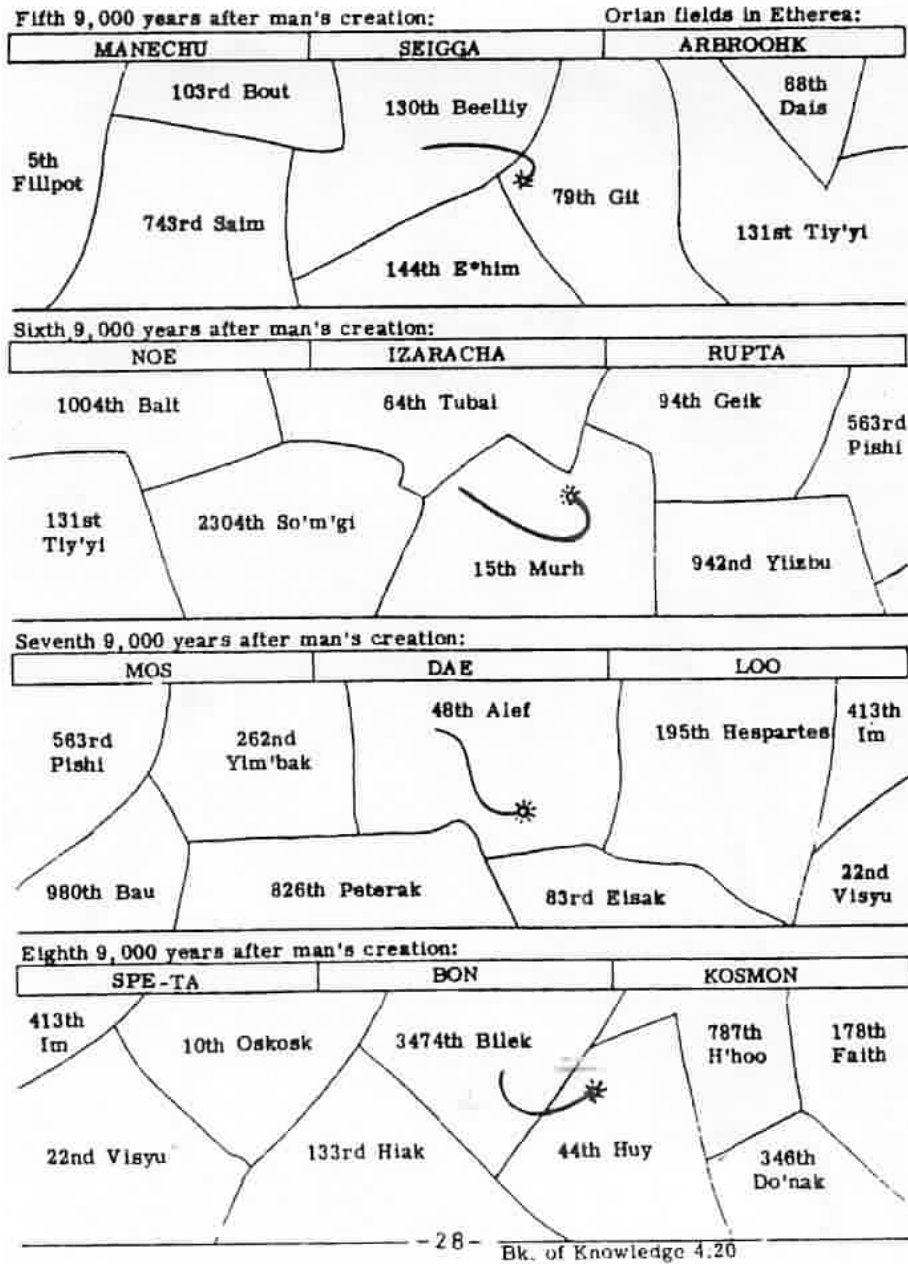 Fifth 9,000 years after man's creation: Orian fields in Etherea:
MANECHU SEIGGA ARBROOHK
103rd Bout
130th Beelliy
88th
Dais
5th
Fillpot
743rd Saim
79th Git
131st Tiy'yi
144th E*him
Sixth 9,000 years after man's creation:
NOE IZARACHA RUPTA
1004th Balt
64th Tubal
94th Geik
563rd
Pishi
131st
Tiy'yi
2304th So'm'gi
15th Murh
942nd Ylizbu
Seventh 9,000 years after man's creation:
MOS DAE LOO
563rd
Pishi
262nd
Yim'bak
48th Alef
195th Hespartes
413th
Im
980th Bau
826th Peterak
83rd Eisak
22nd
Visyu
Eighth 9,000 years after man's creation:
SPE-TA BON KOSMON
413th
Im
10th Oskosk
3474th Bilek
787th
H'hoo
178th
Faith
22nd Visyu
133rd Hiak
44th Huy
346th
Do'nak
-28-
Bk. of Knowledge 4:20